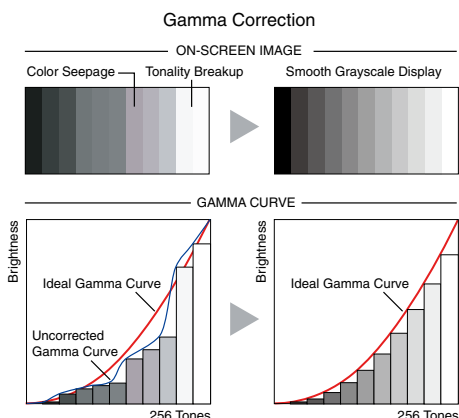 Gamma Correction
ON-SCREEN IMAGE
Color Seepage
Tonality Breakup
Smooth Grayscale Display
GAMMA CURVE
Brightness
Ideal Gamma Curve
Uncorrected
Gamma Curve
256 Tones
Brightness
Ideal Gamma Curve
256 Tones